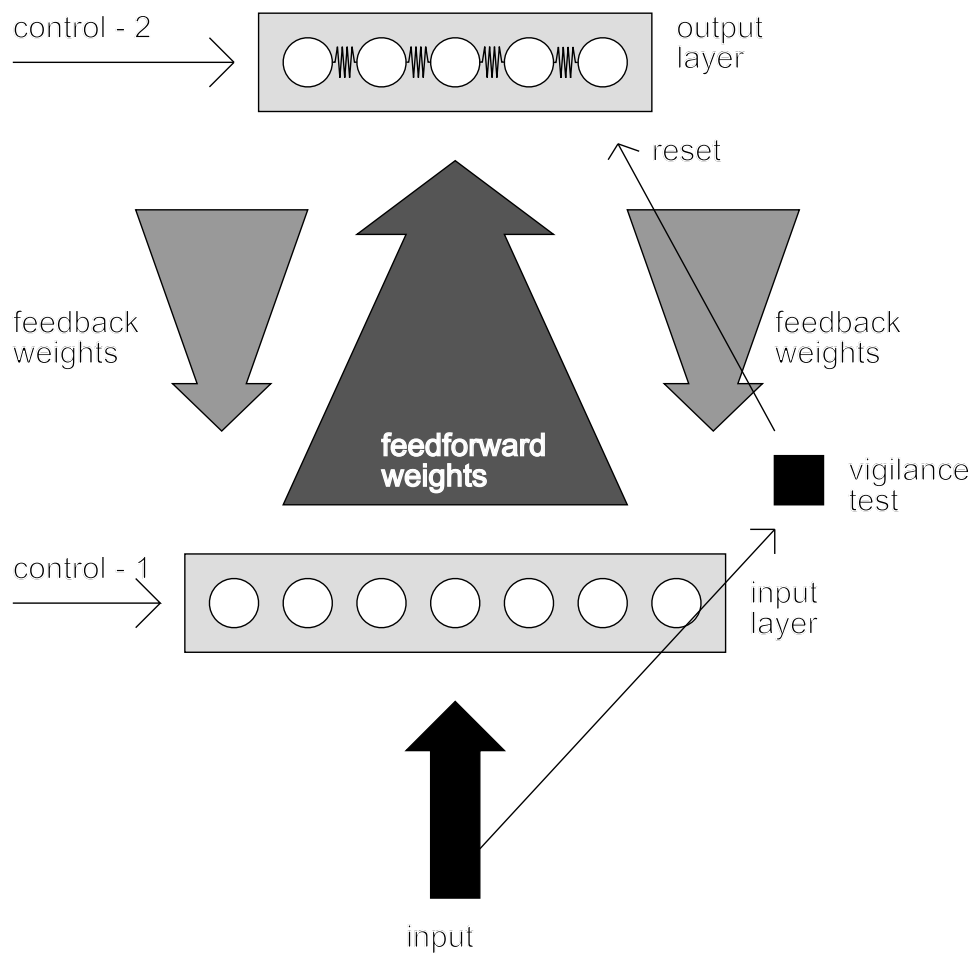 control - 2
output
layer
reset
feedback
weights
feedback
weights
feedforward
weights
vigilance
test
control - 1
input
layer
input